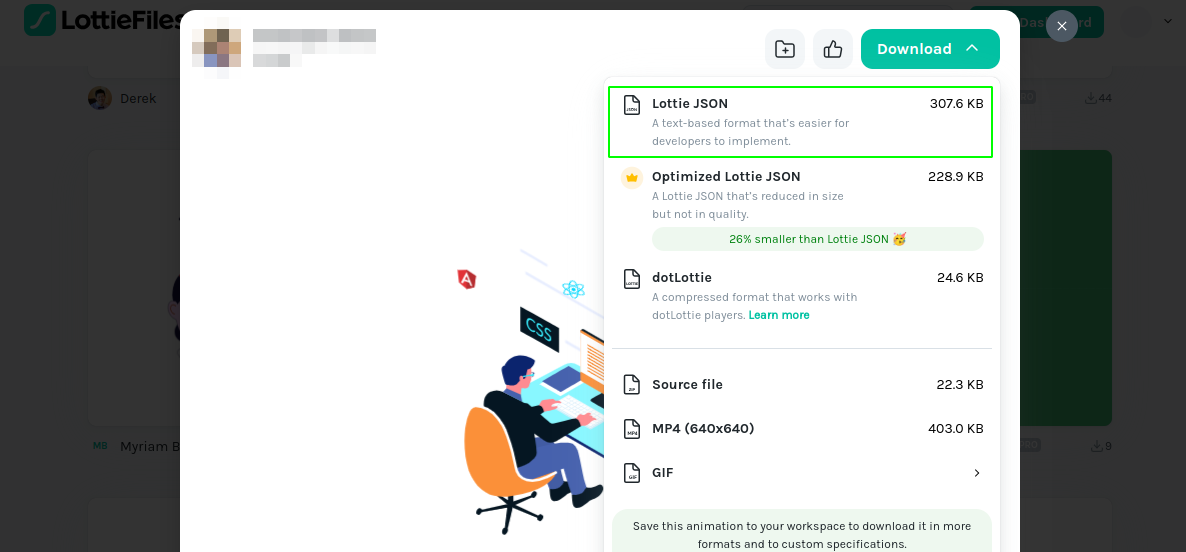 LottieFiles
Download
Derek
44
Lottie JSON 307.6 KB
A text-based format that's easier for
developers to implement.
Optimized Lottie JSON 228.9 KB
A Lottie JSON that's reduced in size
but not in quality.
26% smaller than Lottie JSON 🥳
dotLottie 24.6 KB
A compressed format that works with
dotLottie players. Learn more
CSS
Source file 22.3 KB
MP4 (640x640) 403.0 KB
MB Myriam B
9
GIF
Save this animation to your workspace to download it in more
formats and to custom specifications.